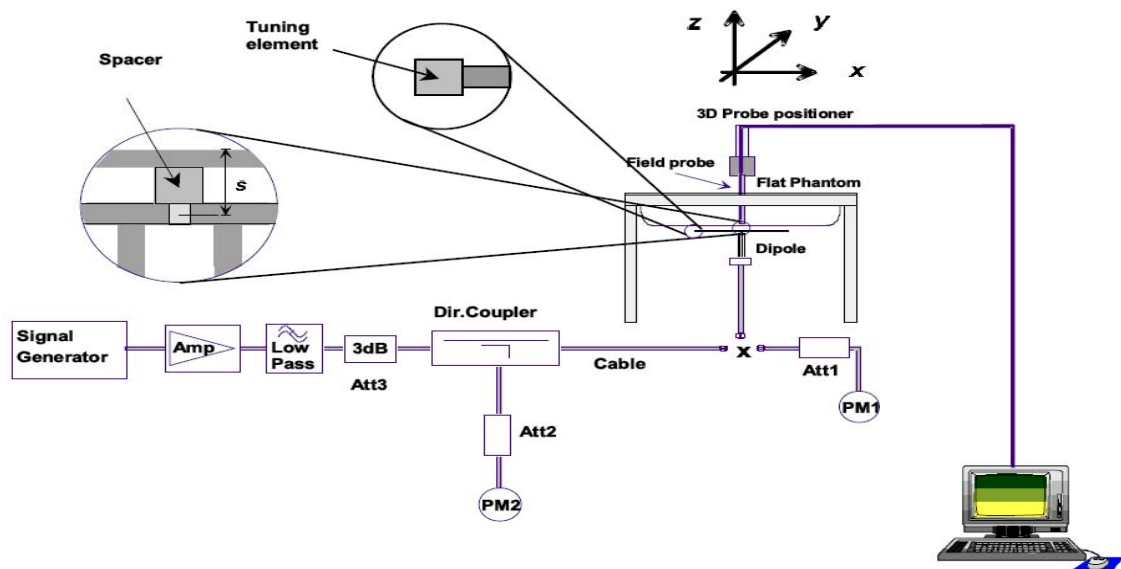 Tuning
element
Spacer
s
z
y
x
3D Probe positioner
Field probe
Flat Phantom
Dipole
Signal
Generator
Amp
Low
Pass
3dB
Att3
Dir.Coupler
Cable
x
Att1
PM1
Att2
PM2